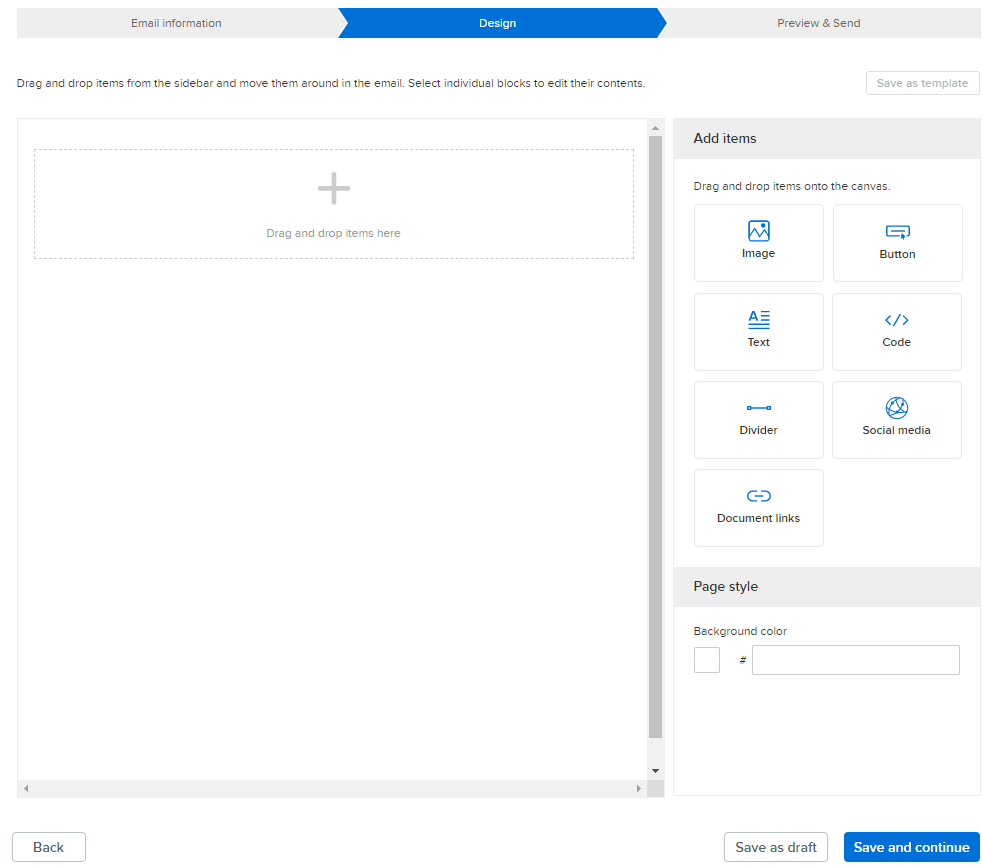 Email information
Design
Preview & Send
Drag and drop items from the sidebar and move them around in the email. Select individual blocks to edit their contents.
Save as template
Drag and drop items here
Add items
Drag and drop items onto the canvas.
Image
Button
Text
Code
Divider
Social media
Document links
Page style
Background color
#
Back
Save as draft
Save and continue